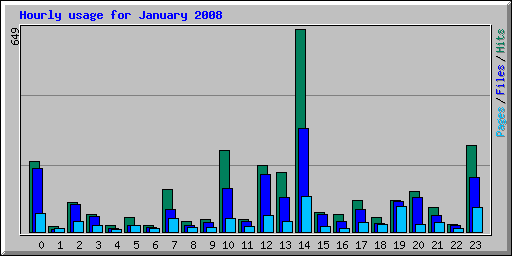 Hourly usage for January 2008
649
Pages/Files/Hits
0 1 2 3 4 5 6 7 8 9 10 11 12 13 14 15 16 17 18 19 20 21 22 23